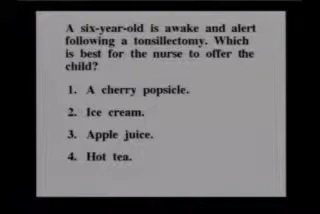 A six-year-old is awake and alert
following a tonsillectomy. Which
is best for the nurse to offer the
child?
1. A cherry popsicle.
2. Ice cream.
3. Apple juice.
4. Hot tea.